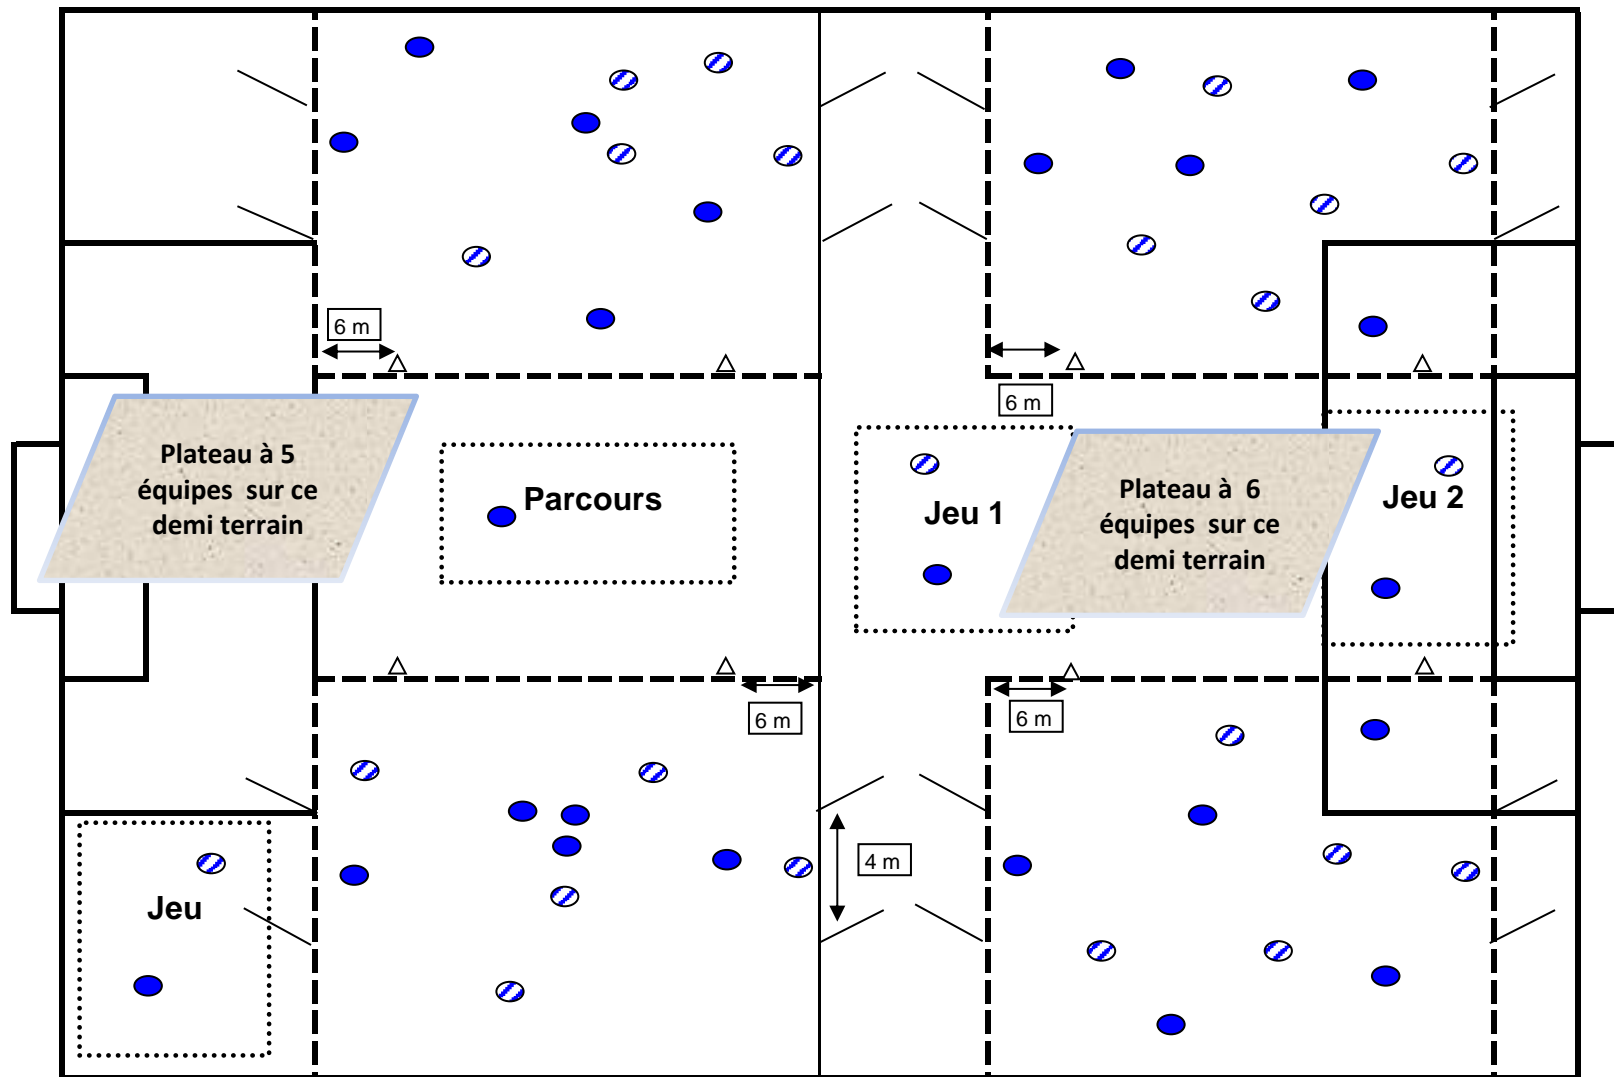 6 m
6 m
Plateau à 5
équipes sur ce
demi terrain
Parcours
Jeu 1
Plateau à 6
équipes sur ce
demi terrain
Jeu 2
6 m
6 m
4 m
Jeu